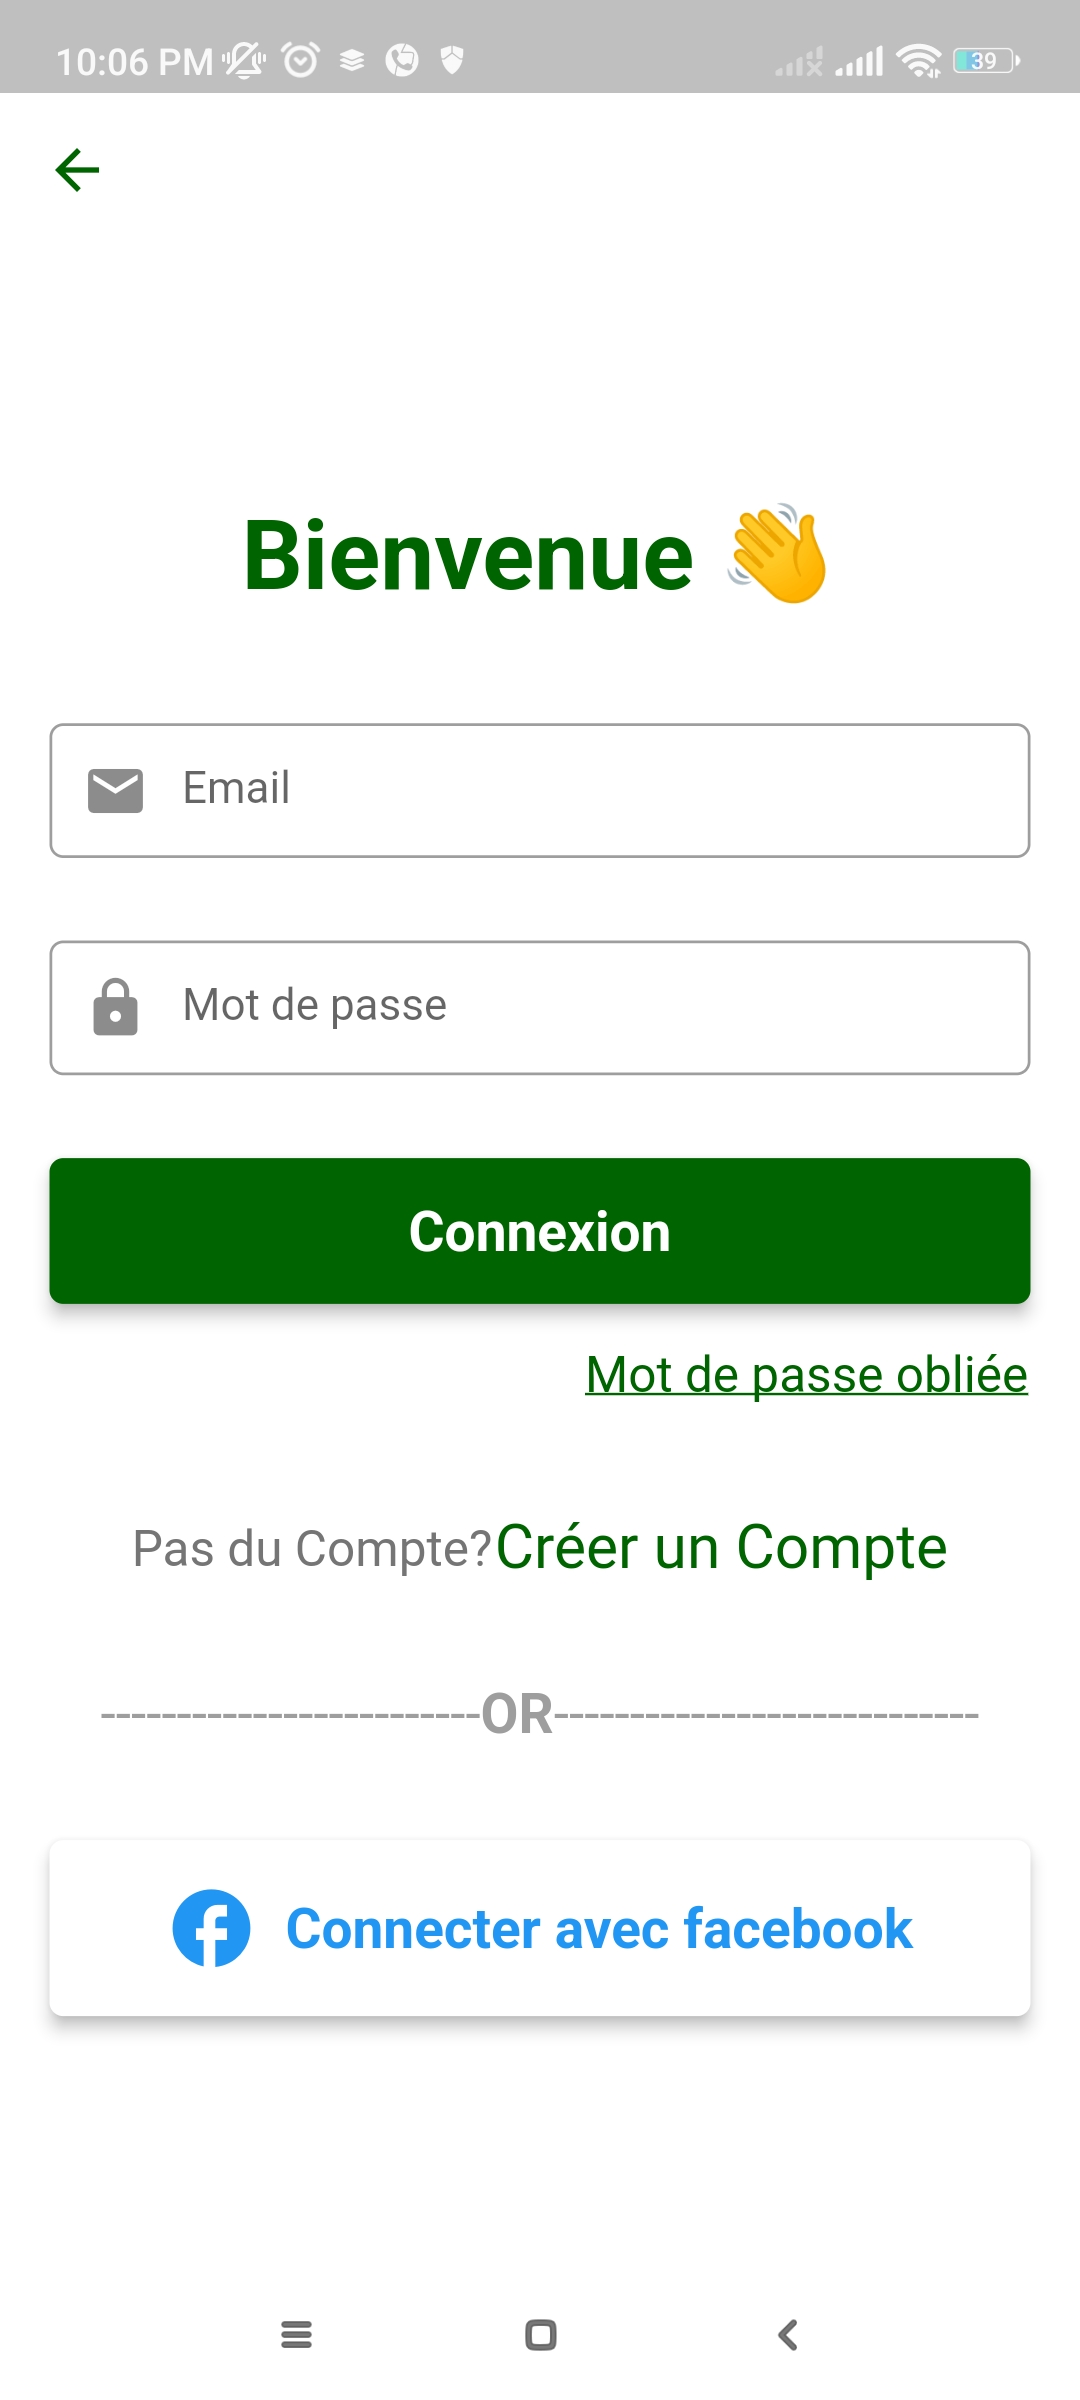 10:06 PM 39
Bienvenue 👋
Email
Mot de passe
Connexion
Mot de passe obliée
Pas du Compte?Créer un Compte
-------------------------OR----------------------------
Connecter avec facebook